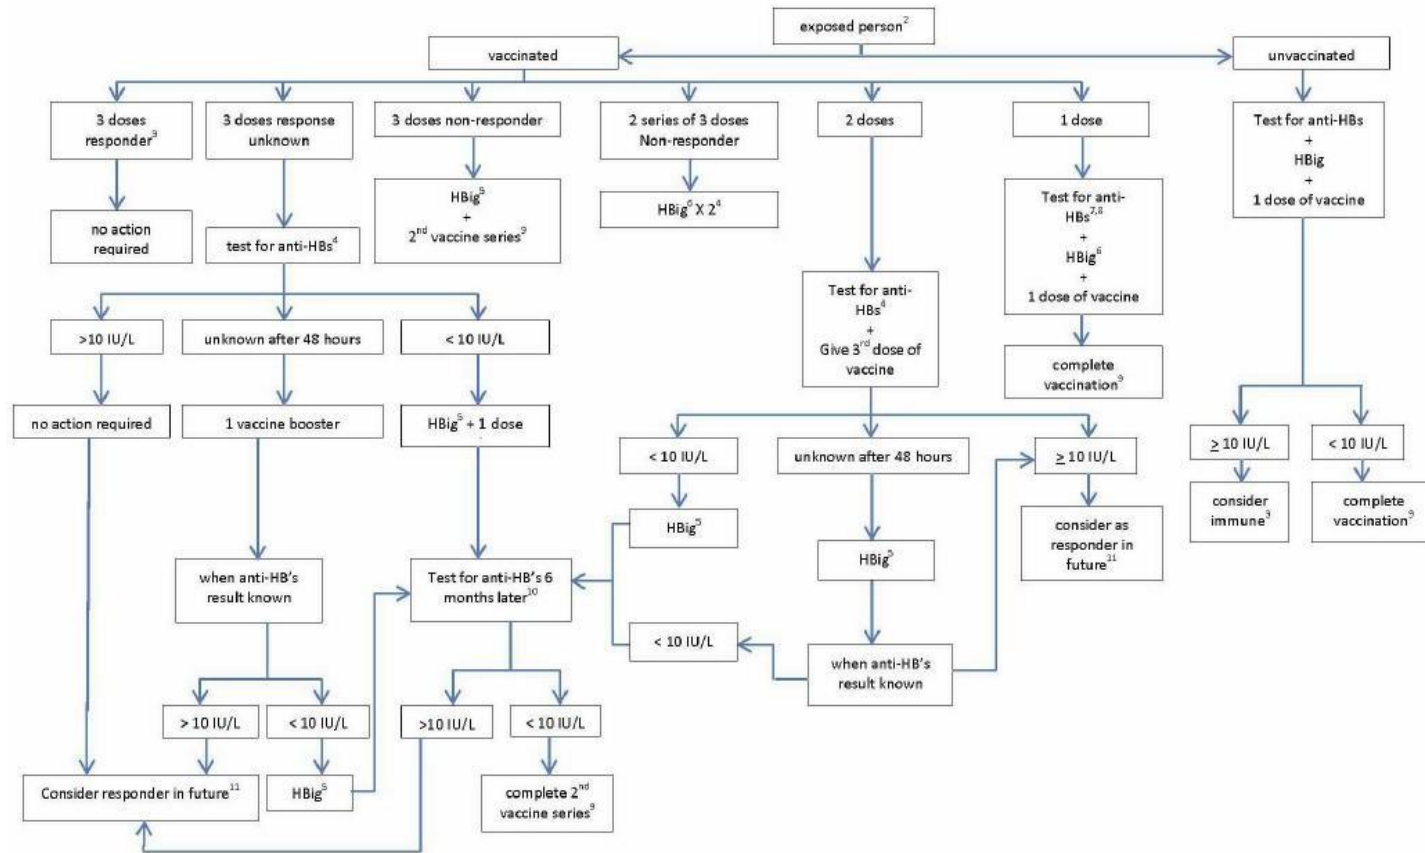 exposed person²
vaccinated
unvaccinated
3 doses
responder³
3 doses response
unknown
3 doses non-responder
2 series of 3 doses
Non-responder
2 doses
1 dose
Test for anti-HBs
+
HBig
+
1 dose of vaccine
no action
required
test for anti-HBs⁴
HBig⁵
+
2nd vaccine series⁹
HBig⁶ X 2⁴
Test for anti-
HBs⁷,⁸
+
HBig⁶
+
1 dose of vaccine
Test for anti-
HBs⁴
+
Give 3rd dose of
vaccine
>10 IU/L
unknown after 48 hours
< 10 IU/L
complete
vaccination⁹
no action required
1 vaccine booster
HBig⁵ + 1 dose
< 10 IU/L
unknown after 48 hours
≥ 10 IU/L
≥ 10 IU/L
< 10 IU/L
HBig⁵
consider
immune³
complete
vaccination⁹
consider as
responder in
future¹¹
HBig⁵
when anti-HB's
result known
Test for anti-HB's 6
months later¹⁰
< 10 IU/L
when anti-HB's
result known
> 10 IU/L
< 10 IU/L
>10 IU/L
< 10 IU/L
Consider responder in future¹¹
HBig⁵
complete 2nd
vaccine series⁹